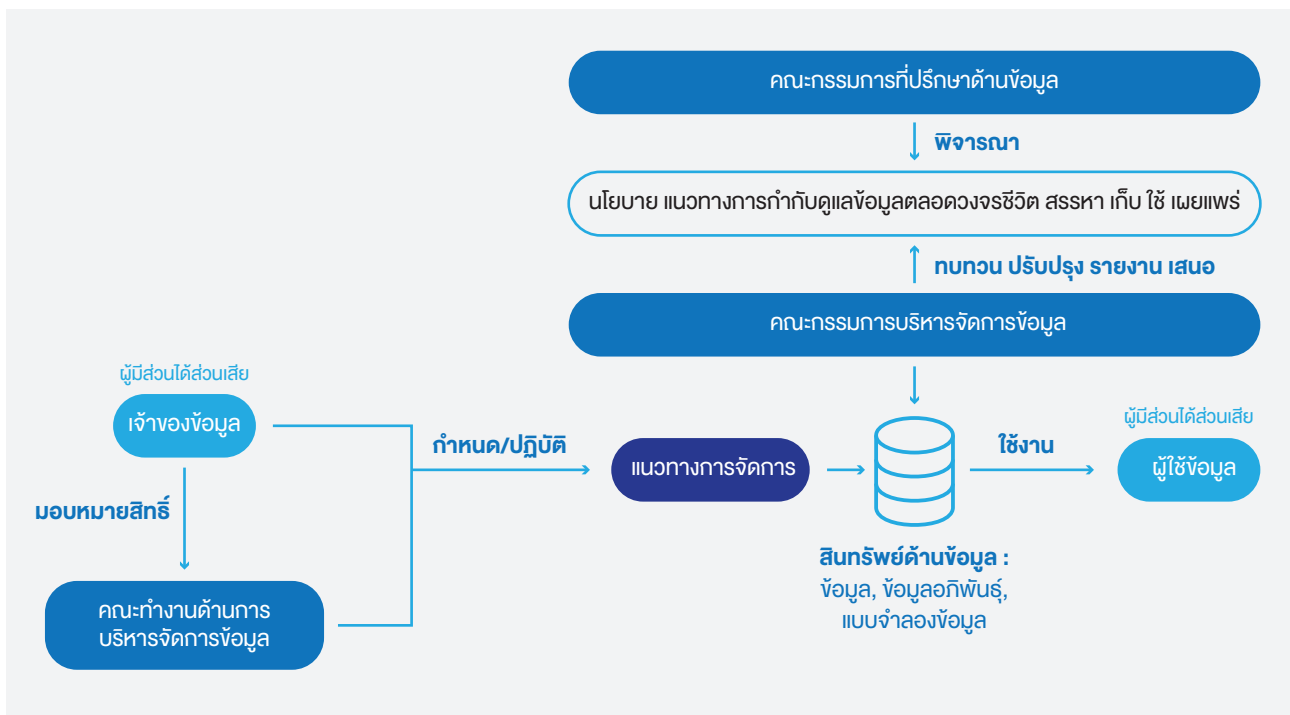 คณะกรรมการที่ปรึกษาด้านข้อมูล
พิจารณา
นโยบาย แนวทางการกำกับดูแลข้อมูลตลอดวงจรชีวิต สรรหา เก็บ ใช้ เผยแพร่
ทบทวน ปรับปรุง รายงาน เสนอ
คณะกรรมการบริหารจัดการข้อมูล
ผู้มีส่วนได้ส่วนเสีย
เจ้าของข้อมูล
มอบหมายสิทธิ์
คณะทำงานด้านการ
บริหารจัดการข้อมูล
กำหนด/ปฏิบัติ
แนวทางการจัดการ
สินทรัพย์ด้านข้อมูล :
ข้อมูล, ข้อมูลอภิพันธุ์,
แบบจำลองข้อมูล
ใช้งาน
ผู้มีส่วนได้ส่วนเสีย
ผู้ใช้ข้อมูล